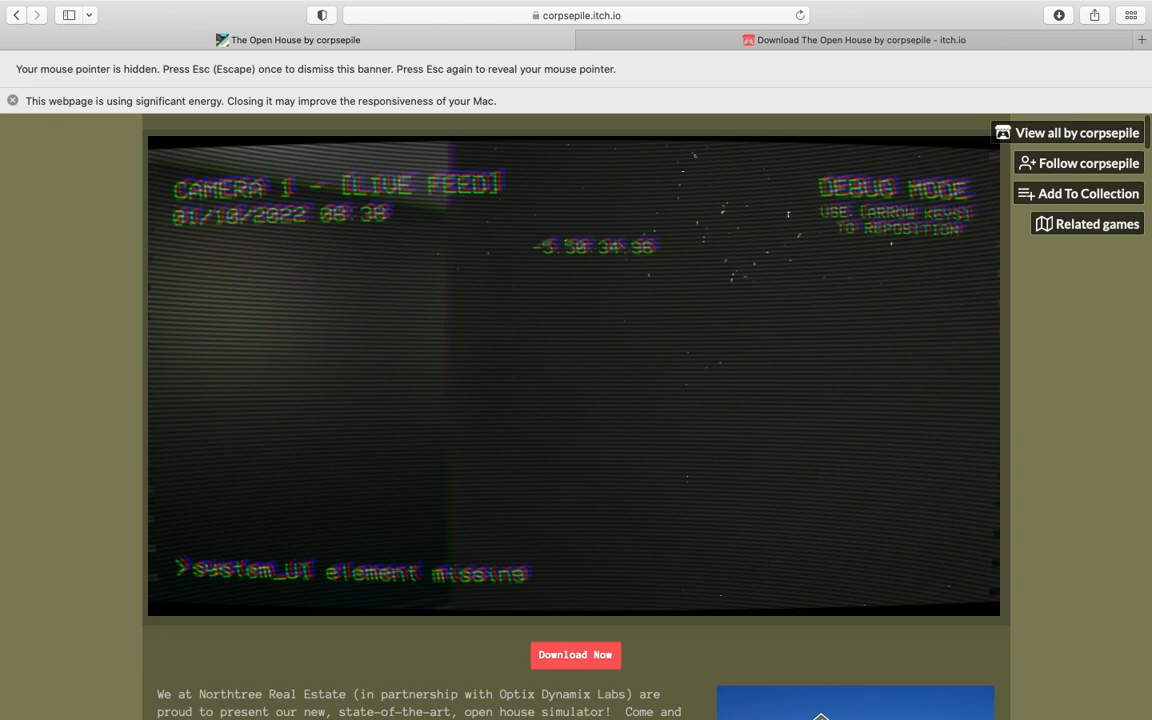 corpsepile.itch.io
The Open House by corpsepile
Download The Open House by corpsepile - itch.io
Your mouse pointer is hidden. Press Esc (Escape) once to dismiss this banner. Press Esc again to reveal your mouse pointer.
This webpage is using significant energy. Closing it may improve the responsiveness of your Mac.
View all by corpsepile
Follow corpsepile
Add To Collection
Related games
CAMERA 1 - [LIVE FEED]
01/10/2022 08:38
DEBUG MODE
USE [ARROW KEYS]
TO REPOSITION
>system_UI element missing
Download Now
We at Northtree Real Estate (in partnership with Optix Dynamix Labs) are
proud to present our new, state-of-the-art, open house simulator! Come and